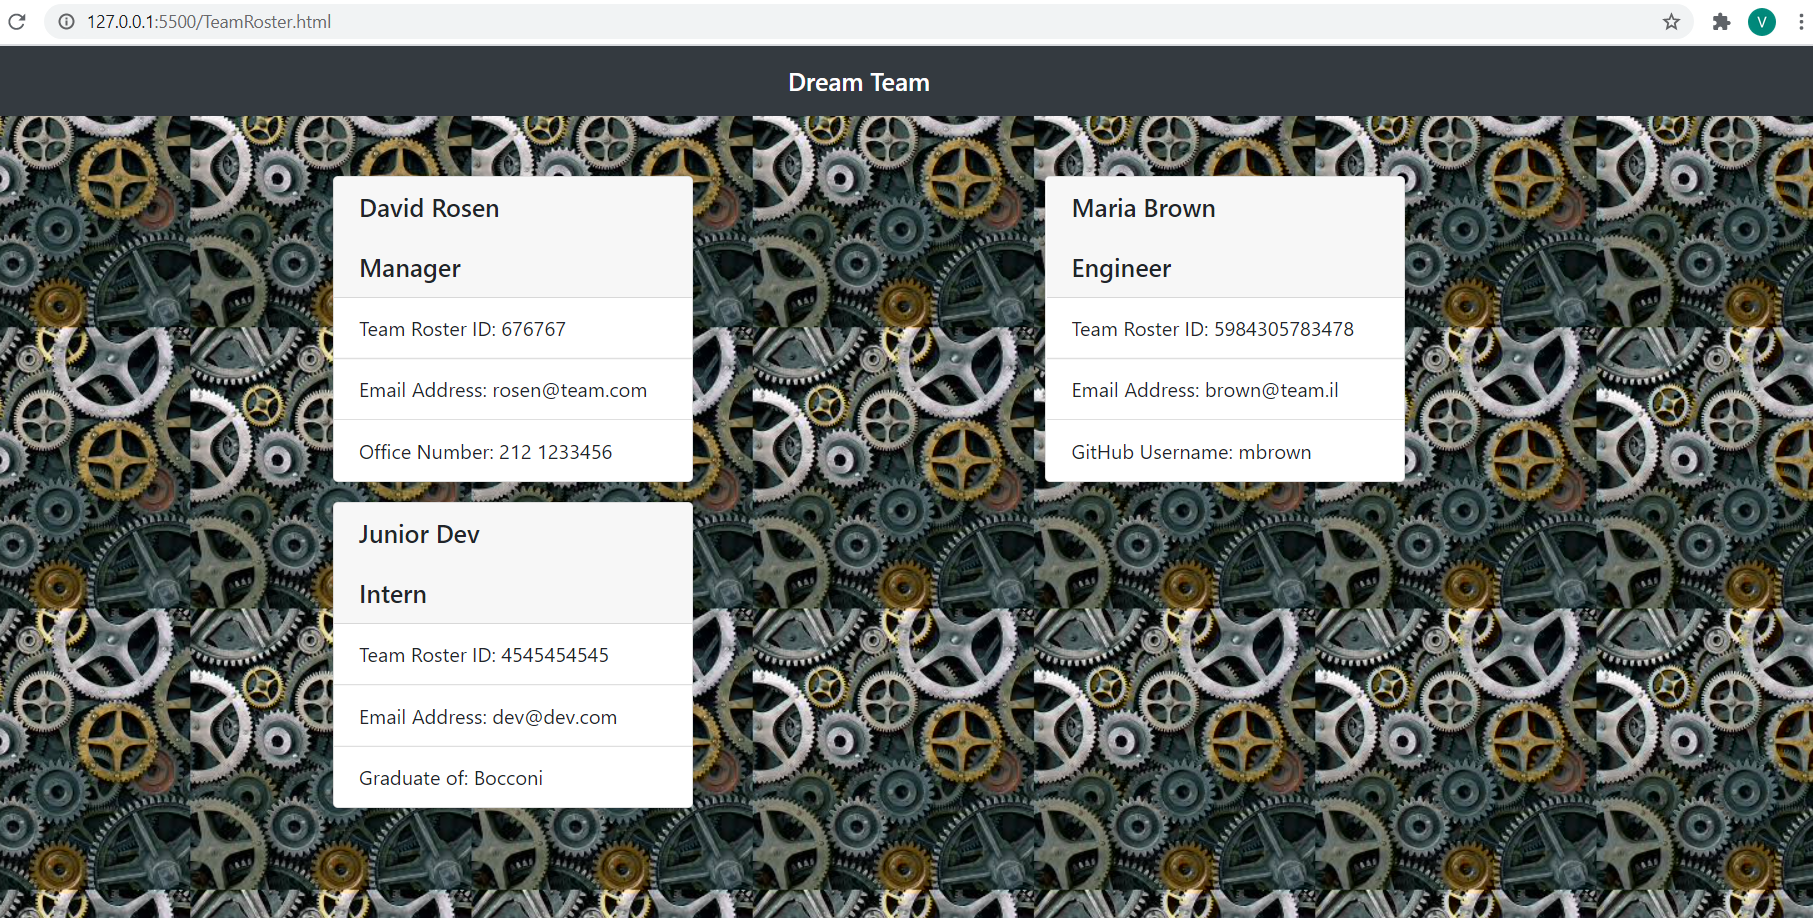 127.0.0.1:5500/TeamRoster.html
V
Dream Team
David Rosen
Manager
Team Roster ID: 676767
Email Address: rosen@team.com
Office Number: 212 1233456
Maria Brown
Engineer
Team Roster ID: 5984305783478
Email Address: brown@team.il
GitHub Username: mbrown
Junior Dev
Intern
Team Roster ID: 4545454545
Email Address: dev@dev.com
Graduate of: Bocconi